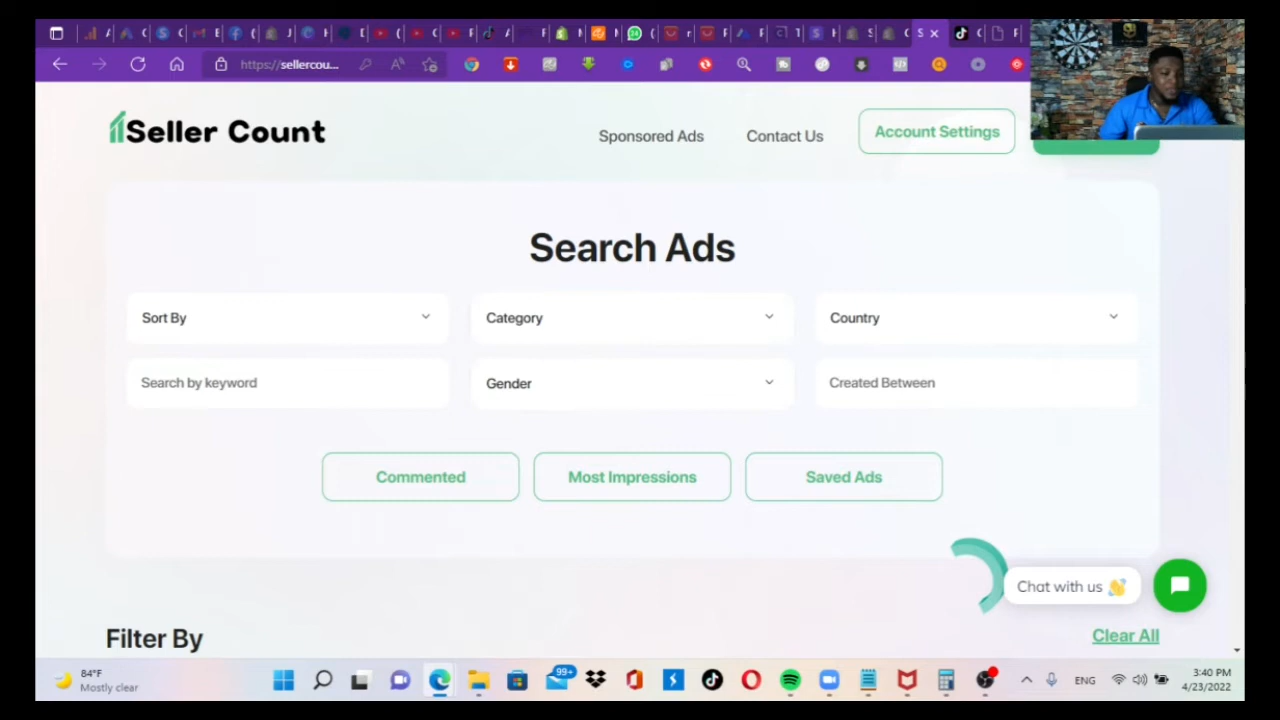 https://sellercou...
Seller Count
Sponsored Ads
Contact Us
Account Settings
Search Ads
Sort By
Category
Country
Search by keyword
Gender
Created Between
Commented
Most Impressions
Saved Ads
Chat with us 👋
Filter By
Clear All
84°F
Mostly clear
99+
ENG
3:40 PM
4/23/2022